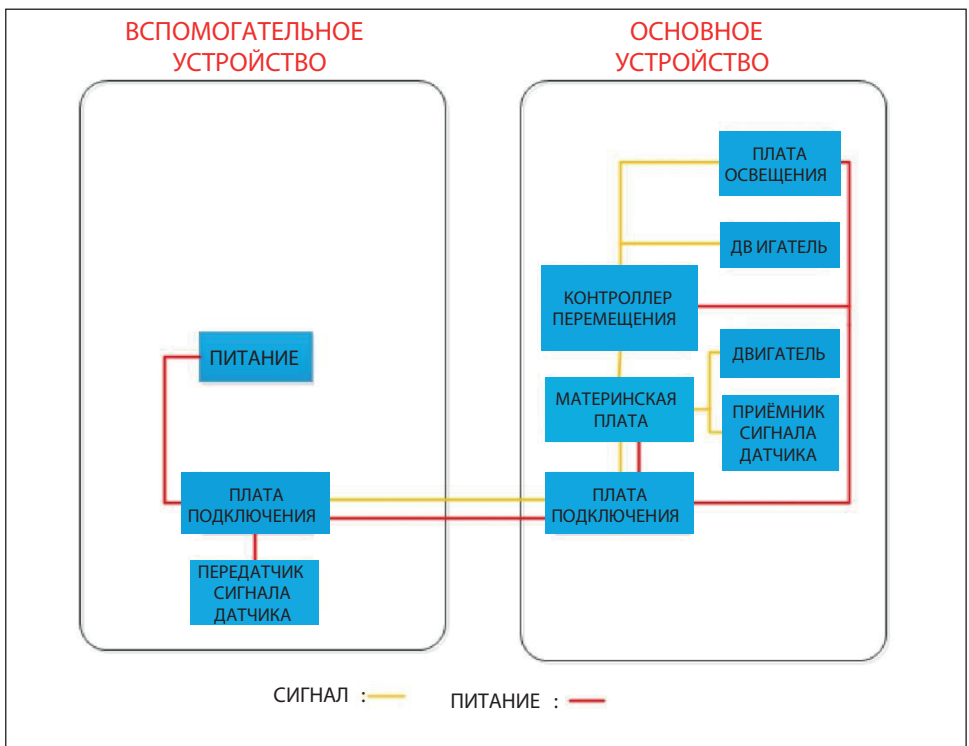 ВСПОМОГАТЕЛЬНОЕ
УСТРОЙСТВО
ОСНОВНОЕ
УСТРОЙСТВО
ПИТАНИЕ
ПЛАТА
ПОДКЛЮЧЕНИЯ
ПЕРЕДАТЧИК
СИГНАЛА
ДАТЧИКА
ПЛАТА
ОСВЕЩЕНИЯ
ДВ ИГАТЕЛЬ
КОНТРОЛЛЕР
ПЕРЕМЕЩЕНИЯ
ДВИГАТЕЛЬ
МАТЕРИНСКАЯ
ПЛАТА
ПРИЁМНИК
СИГНАЛА
ДАТЧИКА
ПЛАТА
ПОДКЛЮЧЕНИЯ
СИГНАЛ :
ПИТАНИЕ :